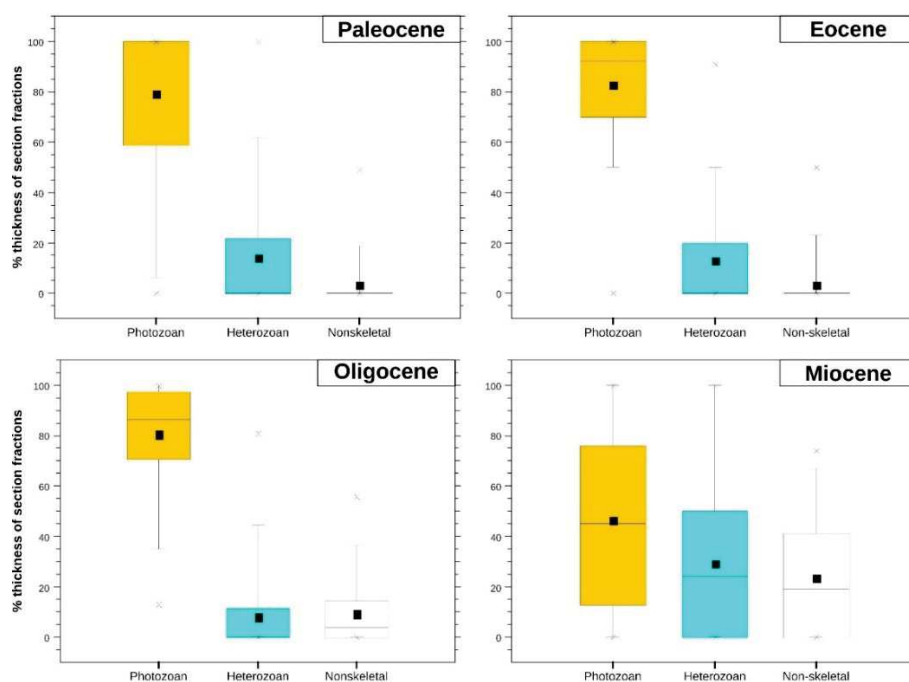 Paleocene
% thickness of section fractions
100
80
60
40
20
0
Photozoan Heterozoan Nonskeletal
Eocene
100
80
60
40
20
0
Photozoan Heterozoan Non-skeletal
Oligocene
% thickness of section fractions
100
80
60
40
20
0
Photozoan Heterozoan Nonskeletal
Miocene
100
80
60
40
20
0
Photozoan Heterozoan Non-skeletal